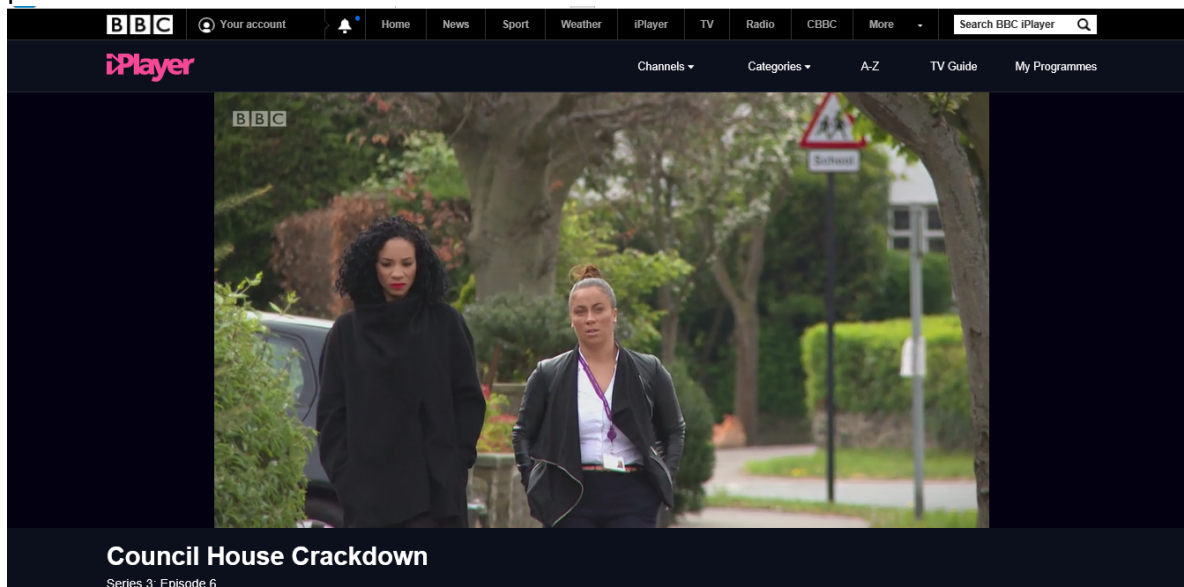 BBC Your account Home News Sport Weather iPlayer TV Radio CBBC More Search BBC iPlayer
iPlayer Channels Categories A-Z TV Guide My Programmes
BBC
School
Council House Crackdown
Series 3: Episode 6